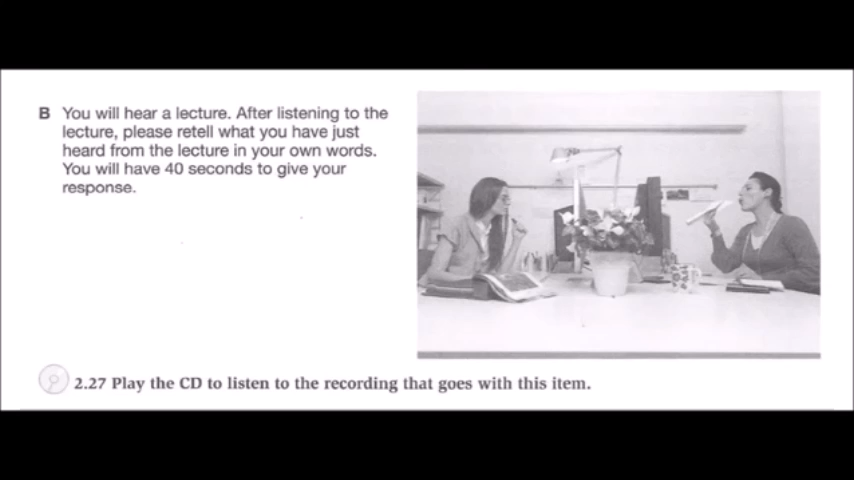 B You will hear a lecture. After listening to the
lecture, please retell what you have just
heard from the lecture in your own words.
You will have 40 seconds to give your
response.
2.27 Play the CD to listen to the recording that goes with this item.